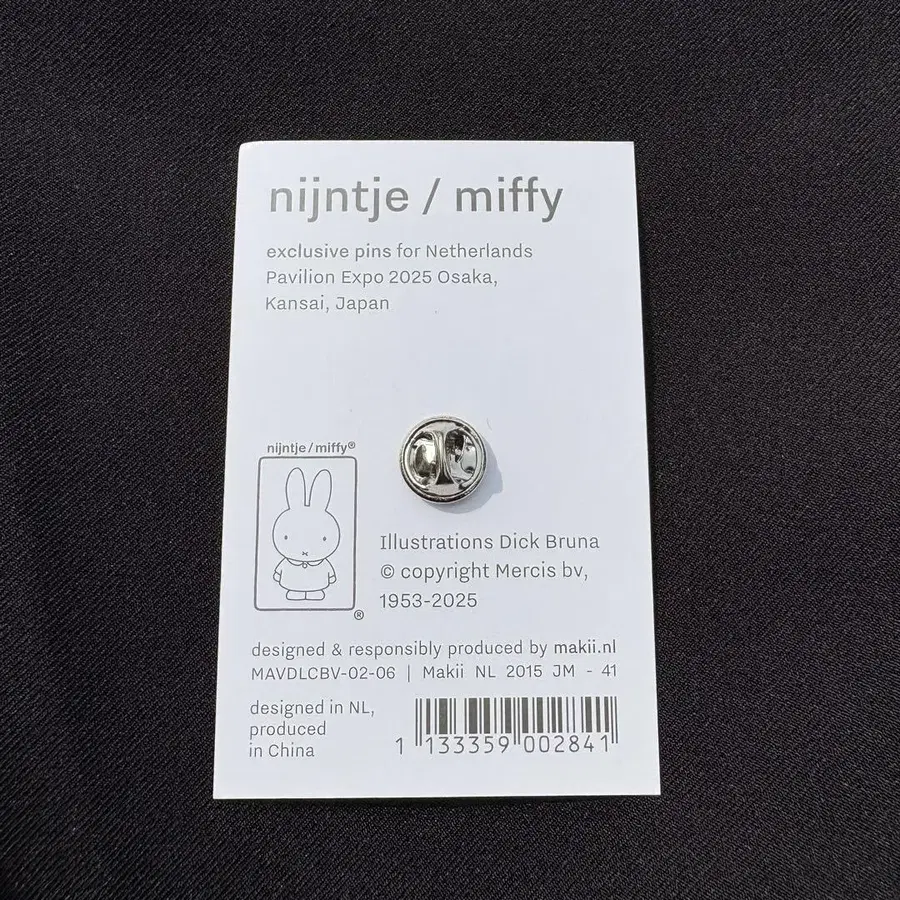 nijntje / miffy
exclusive pins for Netherlands
Pavilion Expo 2025 Osaka,
Kansai, Japan
nijntje / miffy®
®
Illustrations Dick Bruna
© copyright Mercis bv,
1953-2025
designed & responsibly produced by makii.nl
MAVDLCBV-02-06 | Makii NL 2015 JM - 41
designed in NL,
produced
in China
1 133359 002841